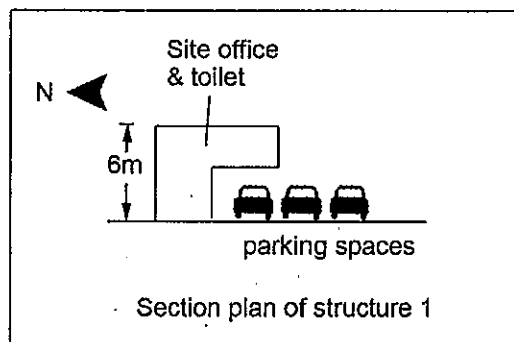 Site office
& toilet
N
6m
parking spaces
Section plan of structure 1